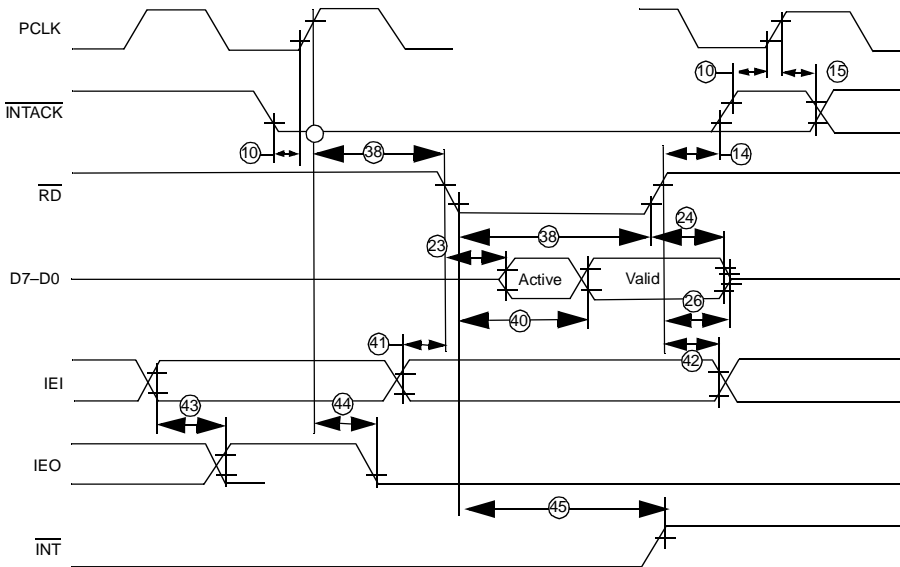 PCLK
10
15
INTACK
10
38
14
RD
24
23
38
D7–D0
Active
Valid
26
40
41
42
IEI
43
44
IEO
45
INT